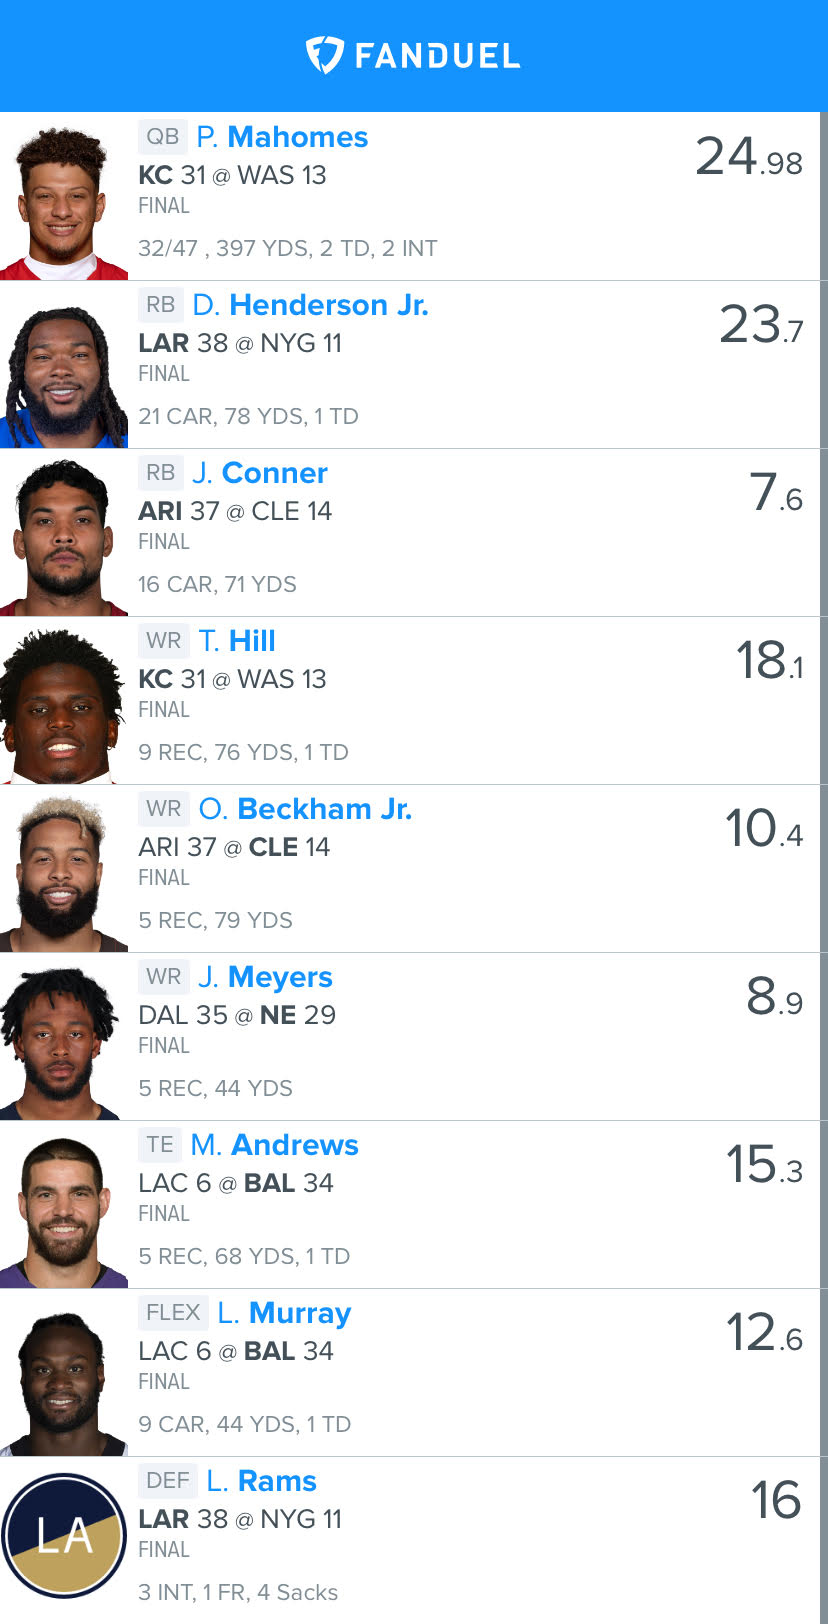 FANDUEL
QB P. Mahomes
24.98
KC 31 @ WAS 13
FINAL
32/47 , 397 YDS, 2 TD, 2 INT
RB D. Henderson Jr.
23.7
LAR 38 @ NYG 11
FINAL
21 CAR, 78 YDS, 1 TD
RB J. Conner
7.6
ARI 37 @ CLE 14
FINAL
16 CAR, 71 YDS
WR T. Hill
18.1
KC 31 @ WAS 13
FINAL
9 REC, 76 YDS, 1 TD
WR O. Beckham Jr.
10.4
ARI 37 @ CLE 14
FINAL
5 REC, 79 YDS
WR J. Meyers
8.9
DAL 35 @ NE 29
FINAL
5 REC, 44 YDS
TE M. Andrews
15.3
LAC 6 @ BAL 34
FINAL
5 REC, 68 YDS, 1 TD
FLEX L. Murray
12.6
LAC 6 @ BAL 34
FINAL
9 CAR, 44 YDS, 1 TD
DEF L. Rams
16
LAR 38 @ NYG 11
LA
FINAL
3 INT, 1 FR, 4 Sacks